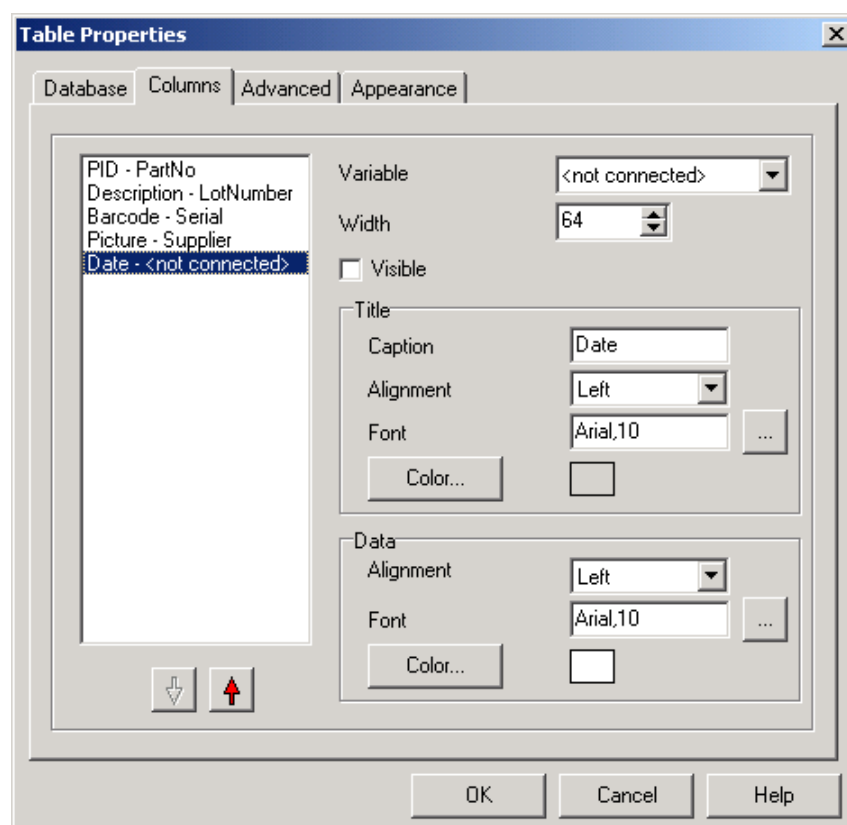 Table Properties
Database Columns Advanced Appearance
PID - PartNo
Description - LotNumber
Barcode - Serial
Picture - Supplier
Date - <not connected>
Variable <not connected>
Width 64
Visible
Title
Caption Date
Alignment Left
Font Arial,10 ...
Color...
Data
Alignment Left
Font Arial,10 ...
Color...
OK Cancel Help